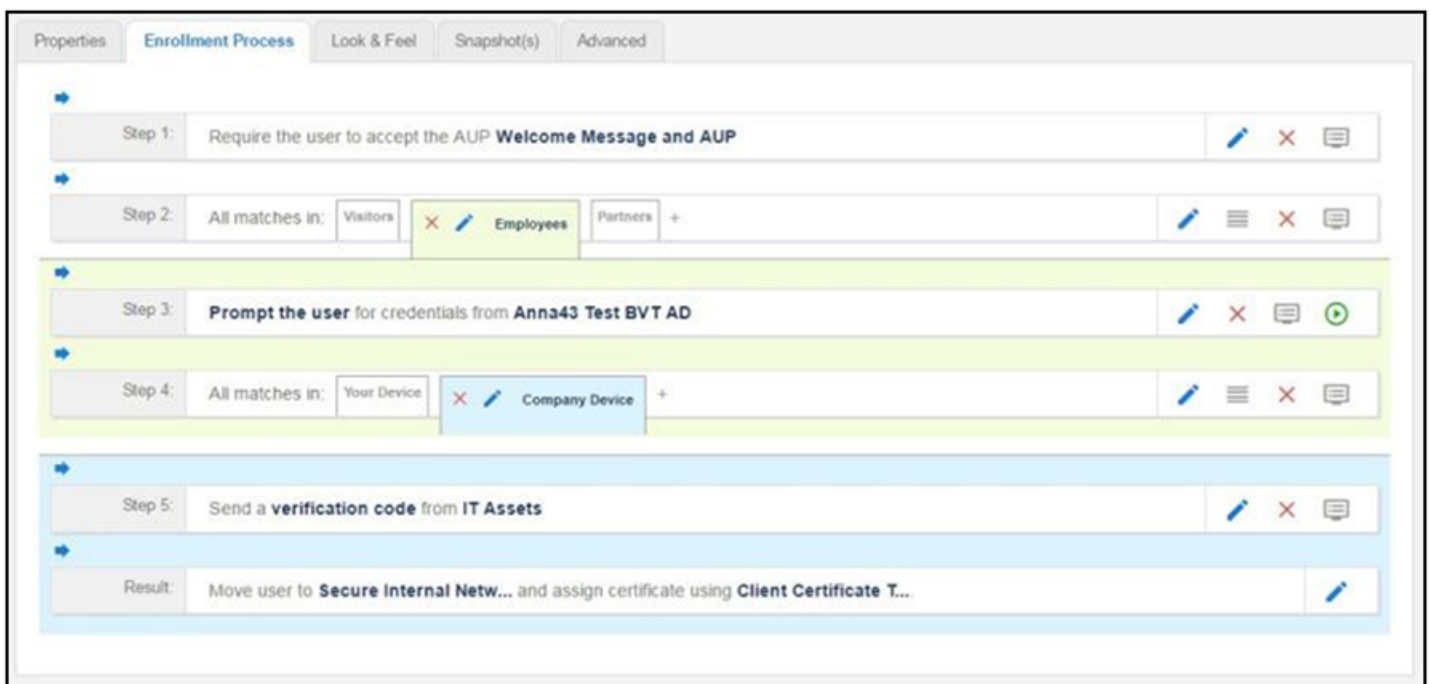 Properties Enrollment Process Look & Feel Snapshot(s) Advanced
Step 1: Require the user to accept the AUP Welcome Message and AUP
Step 2: All matches in: Visitors Employees Partners +
Step 3: Prompt the user for credentials from Anna43 Test BVT AD
Step 4: All matches in: Your Device Company Device +
Step 5: Send a verification code from IT Assets
Result: Move user to Secure Internal Netw... and assign certificate using Client Certificate T...